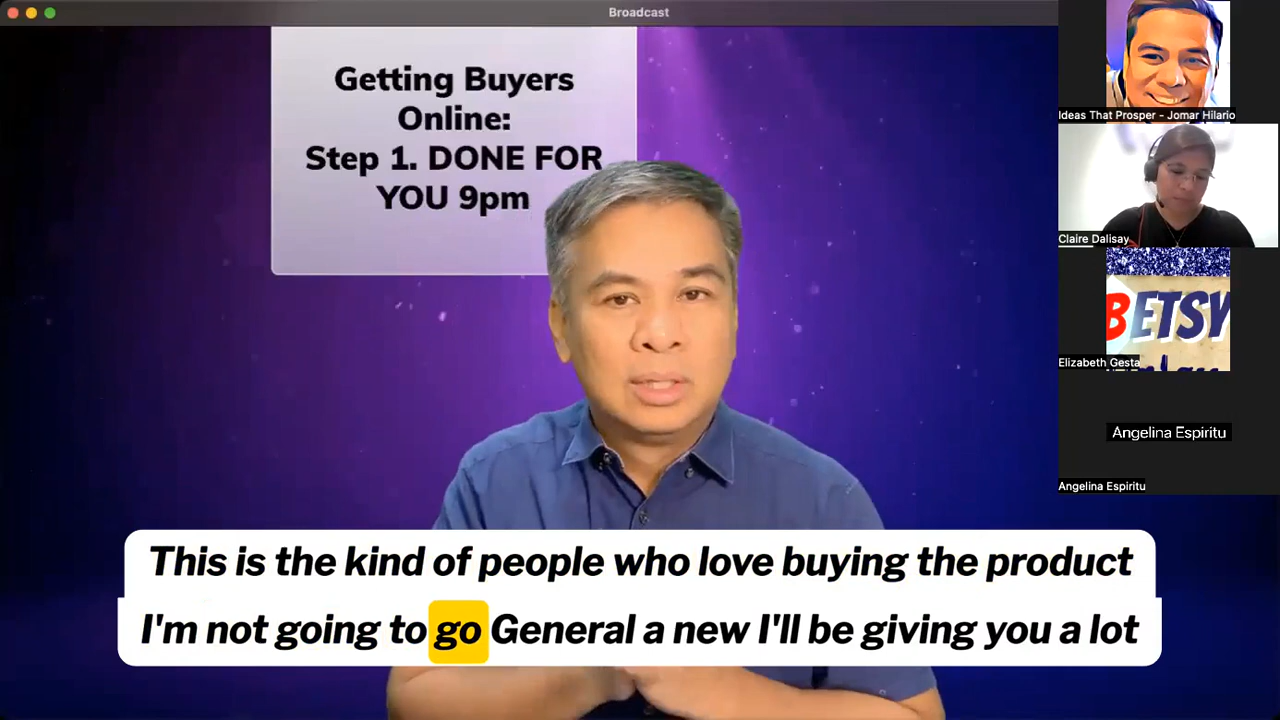 Broadcast
Getting Buyers
Online:
Step 1. DONE FOR
YOU 9pm
Ideas That Prosper - Jomar Hilario
Claire Dalisay
BETSY
Elizabeth Gesta
Angelina Espiritu
Angelina Espiritu
This is the kind of people who love buying the product
I'm not going to go General a new I'll be giving you a lot